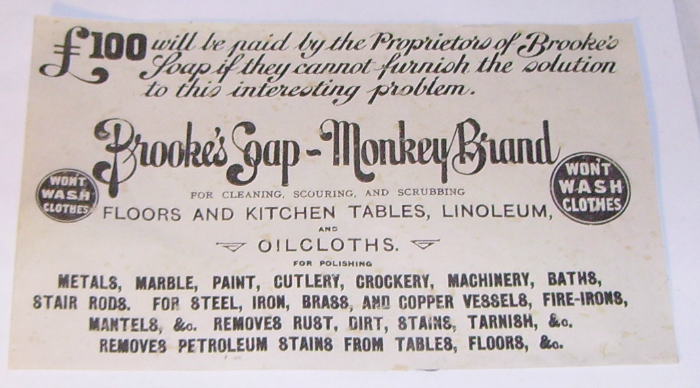 £100 will be paid by the Proprietors of Brooke's
Soap if they cannot furnish the solution
to this interesting problem.
Brooke's Soap - Monkey Brand
WON'T
WASH
CLOTHES
WON'T
WASH
CLOTHES
FOR CLEANING, SCOURING, AND SCRUBBING
FLOORS AND KITCHEN TABLES, LINOLEUM,
AND
OILCLOTHS.
FOR POLISHING
METALS, MARBLE, PAINT, CUTLERY, CROCKERY, MACHINERY, BATHS,
STAIR RODS. FOR STEEL, IRON, BRASS, AND COPPER VESSELS, FIRE-IRONS,
MANTELS, &c. REMOVES RUST, DIRT, STAINS, TARNISH, &c.
REMOVES PETROLEUM STAINS FROM TABLES, FLOORS, &c.